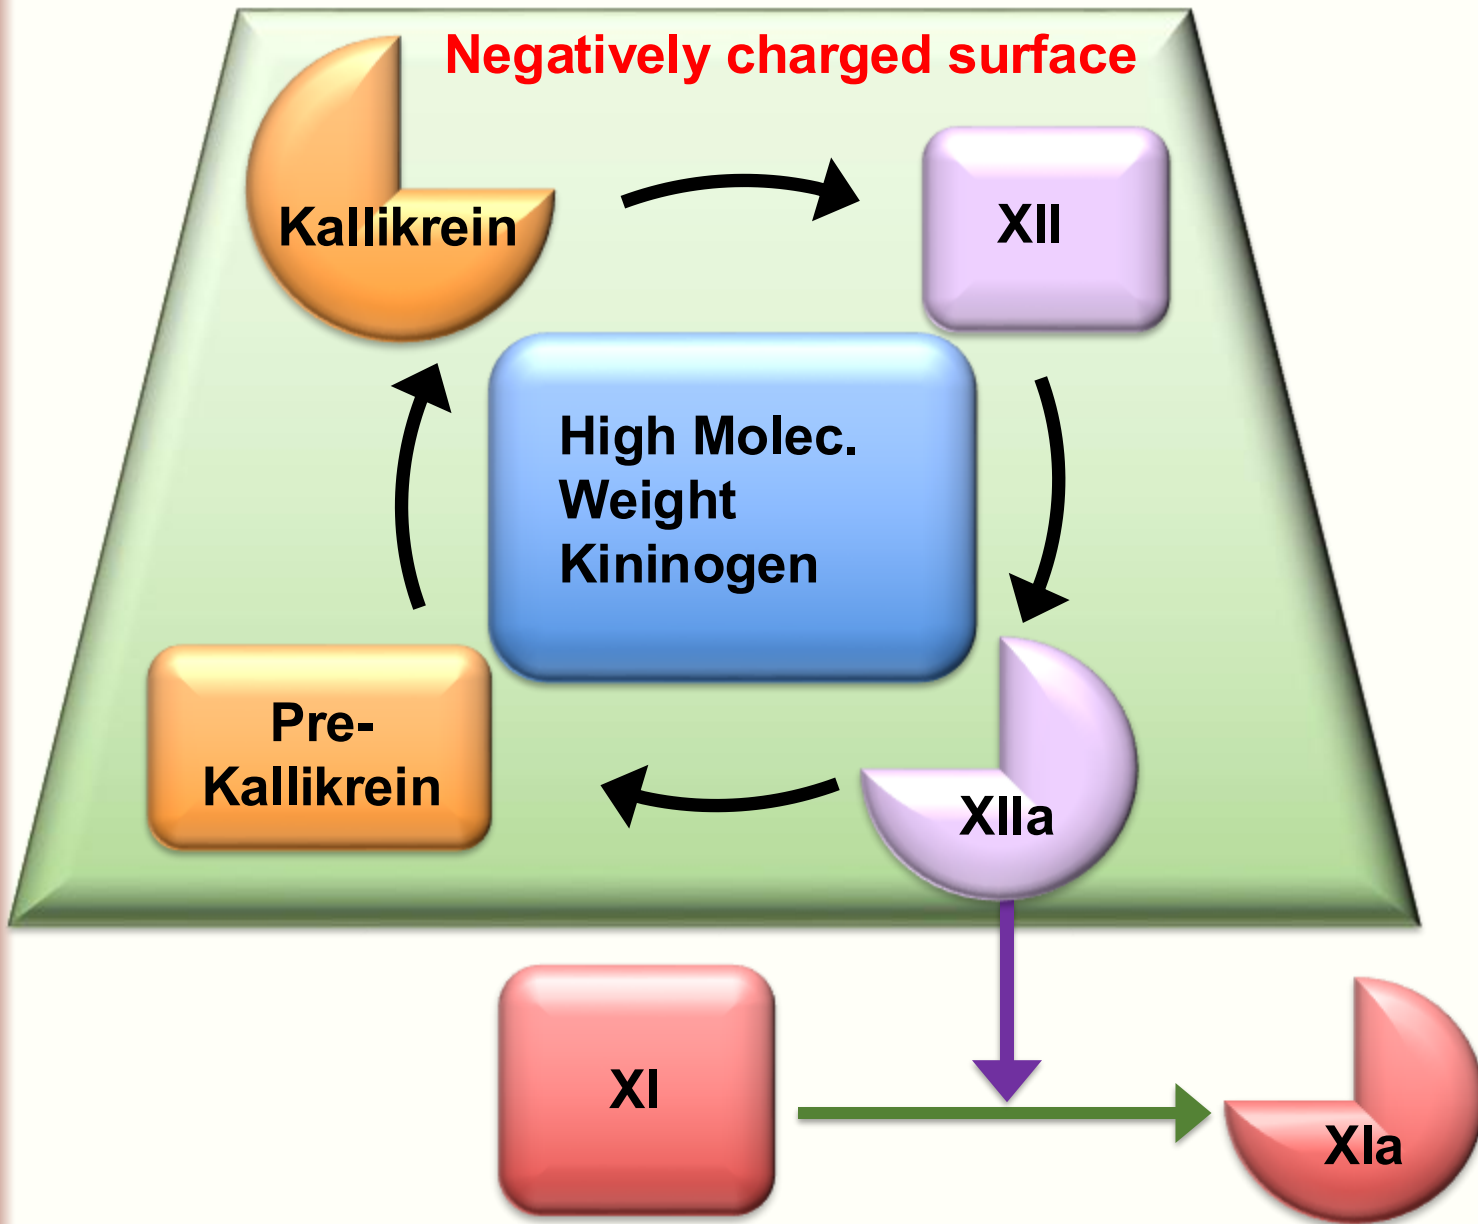 Negatively charged surface
Kallikrein
XII
High Molec.
Weight
Kininogen
Pre-
Kallikrein
XIIa
XI
XIa